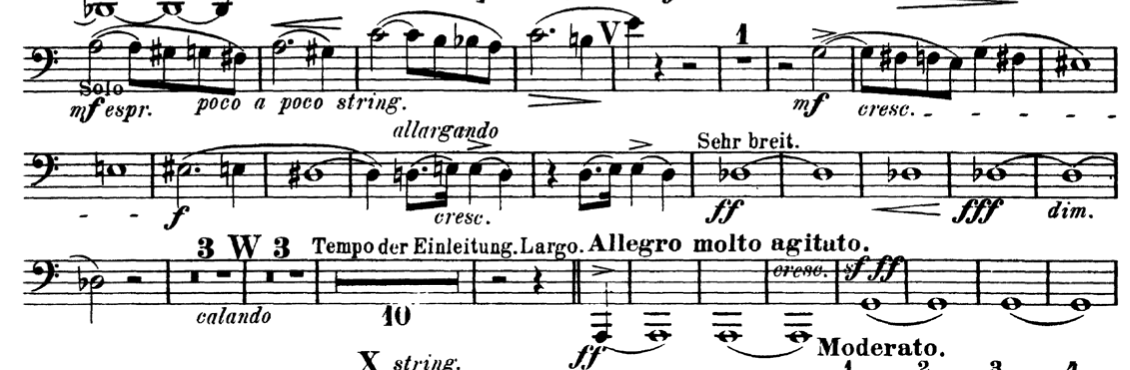 V 1
Solo
mf espr. poco a poco string. mf cresc.
allargando Sehr breit.
f cresc. ff fff dim.
3 W 3 Tempo der Einleitung. Largo. Allegro molto agitato.
cresc. sf ff
calando 10
ff Moderato.
X string. 1 2 3 4